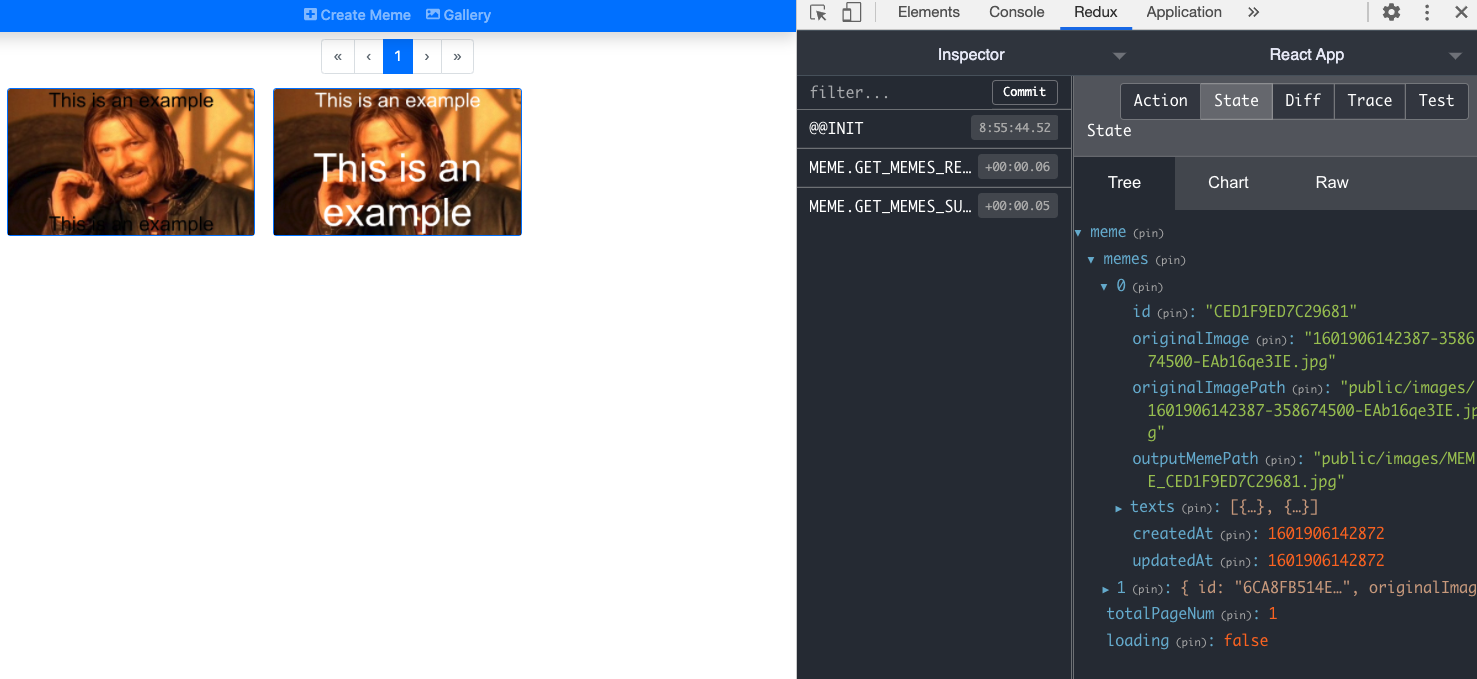 Create Meme Gallery
« ‹ 1 › »
This is an example
This is an example
This is an example
This is an
example
Elements Console Redux Application »
Inspector React App
filter... Commit
@@INIT 8:55:44.52
MEME.GET_MEMES_RE… +00:00.06
MEME.GET_MEMES_SU… +00:00.05
Action State Diff Trace Test
State
Tree Chart Raw
▼ meme (pin)
▼ memes (pin)
▼ 0 (pin)
id (pin): "CED1F9ED7C29681"
originalImage (pin): "1601906142387-3586
74500-EAb16qe3IE.jpg"
originalImagePath (pin): "public/images/
1601906142387-358674500-EAb16qe3IE.jp
g"
outputMemePath (pin): "public/images/MEM
E_CED1F9ED7C29681.jpg"
▶ texts (pin): [{…}, {…}]
createdAt (pin): 1601906142872
updatedAt (pin): 1601906142872
▶ 1 (pin): { id: "6CA8FB514E…", originalImag
totalPageNum (pin): 1
loading (pin): false